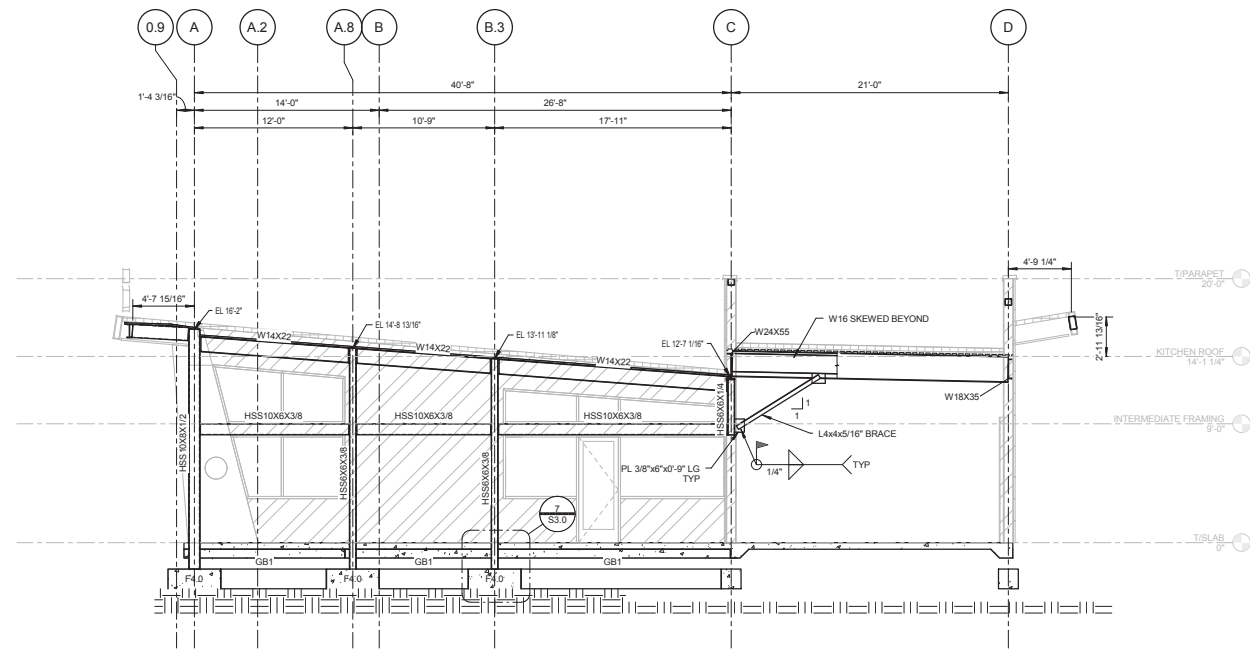 0.9 A A.2 A.8 B B.3 C D
40'-8" 21'-0"
1'-4 3/16"
14'-0" 26'-8"
12'-0" 10'-9" 17'-11"
4'-9 1/4"
T/PARAPET
20'-0"
4'-7 15/16"
EL 16'-2"
EL 14'-8 13/16"
EL 13'-11 1/8"
EL 12'-7 1/16"
W14X22
W14X22
W14X22
W24X55
W16 SKEWED BEYOND
2'-11 13/16"
KITCHEN ROOF
14'-1 1/4"
W18X35
HSS10X6X3/8
HSS10X6X3/8
HSS10X6X3/8
HSS6X6X1/4
1
1
INTERMEDIATE FRAMING
9'-0"
L4x4x5/16" BRACE
HSS10X8X1/2
HSS6X6X3/8
HSS6X6X3/8
PL 3/8"x6"x0'-9" LG
TYP
1/4"
TYP
7
S3.0
T/SLAB
0"
GB1 GB1 GB1
F4.0 F4.0 F4.0